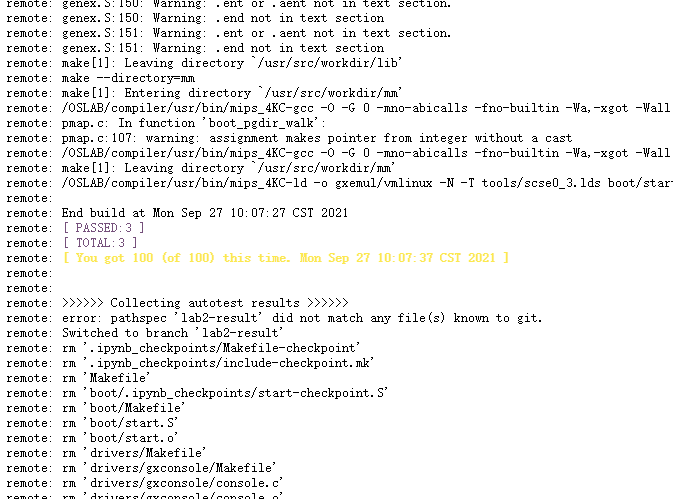 remote: genex.S:150: Warning: .ent or .aent not in text section.
remote: genex.S:150: Warning: .end not in text section
remote: genex.S:151: Warning: .ent or .aent not in text section.
remote: genex.S:151: Warning: .end not in text section
remote: make[1]: Leaving directory `/usr/src/workdir/lib'
remote: make --directory=mm
remote: make[1]: Entering directory `/usr/src/workdir/mm'
remote: /OSLAB/compiler/usr/bin/mips_4KC-gcc -O -G 0 -mno-abicalls -fno-builtin -Wa,-xgot -Wall
remote: pmap.c: In function 'boot_pgdir_walk':
remote: pmap.c:107: warning: assignment makes pointer from integer without a cast
remote: /OSLAB/compiler/usr/bin/mips_4KC-gcc -O -G 0 -mno-abicalls -fno-builtin -Wa,-xgot -Wall
remote: make[1]: Leaving directory `/usr/src/workdir/mm'
remote: /OSLAB/compiler/usr/bin/mips_4KC-ld -o gxemul/vmlinux -N -T tools/scse0_3.lds boot/star
remote:
remote: End build at Mon Sep 27 10:07:27 CST 2021
remote: [ PASSED:3 ]
remote: [ TOTAL:3 ]
remote: [ You got 100 (of 100) this time. Mon Sep 27 10:07:37 CST 2021 ]
remote:
remote:
remote: >>>>>> Collecting autotest results >>>>>>
remote: error: pathspec 'lab2-result' did not match any file(s) known to git.
remote: Switched to branch 'lab2-result'
remote: rm '.ipynb_checkpoints/Makefile-checkpoint'
remote: rm '.ipynb_checkpoints/include-checkpoint.mk'
remote: rm 'Makefile'
remote: rm 'boot/.ipynb_checkpoints/start-checkpoint.S'
remote: rm 'boot/Makefile'
remote: rm 'boot/start.S'
remote: rm 'boot/start.o'
remote: rm 'drivers/Makefile'
remote: rm 'drivers/gxconsole/Makefile'
remote: rm 'drivers/gxconsole/console.c'
remote: rm 'drivers/gxconsole/console.o'